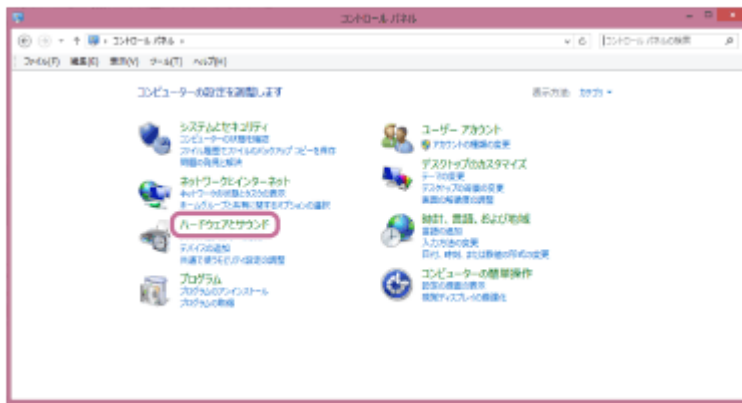 コントロール パネル
コントロール パネル
コントロール パネルの検索
ファイル(F) 編集(E) 表示(V) ツール(T) ヘルプ(H)
コンピューターの設定を調整します
表示方法: カテゴリ
システムとセキュリティ
コンピューターの状態を確認
ファイル履歴でファイルのバックアップ コピーを保存
問題の発見と解決
ネットワークとインターネット
ネットワークの状態とタスクの表示
ホームグループと共有に関するオプションの選択
ハードウェアとサウンド
デバイスの追加
共通で使うモビリティ設定の調整
プログラム
プログラムのアンインストール
プログラムの取得
ユーザー アカウント
アカウントの種類の変更
デスクトップのカスタマイズ
テーマの変更
デスクトップの背景の変更
画面の解像度の調整
時計、言語、および地域
言語の追加
入力方法の変更
日付、時刻、または数値の形式の変更
コンピューターの簡単操作
設定の提案の表示
視覚ディスプレイの最適化